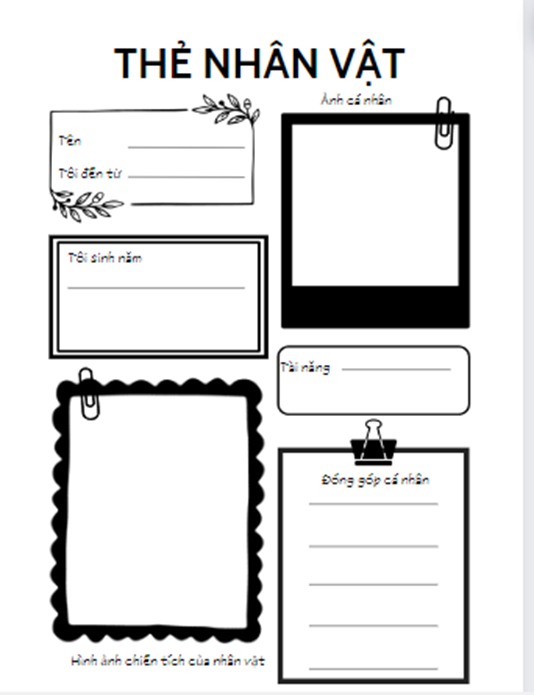 THẺ NHÂN VẬT
Tên
Tôi đến từ
Ảnh cá nhân
Tôi sinh năm
Tài năng
Đóng góp cá nhân
Hình ảnh chiến tích của nhân vật